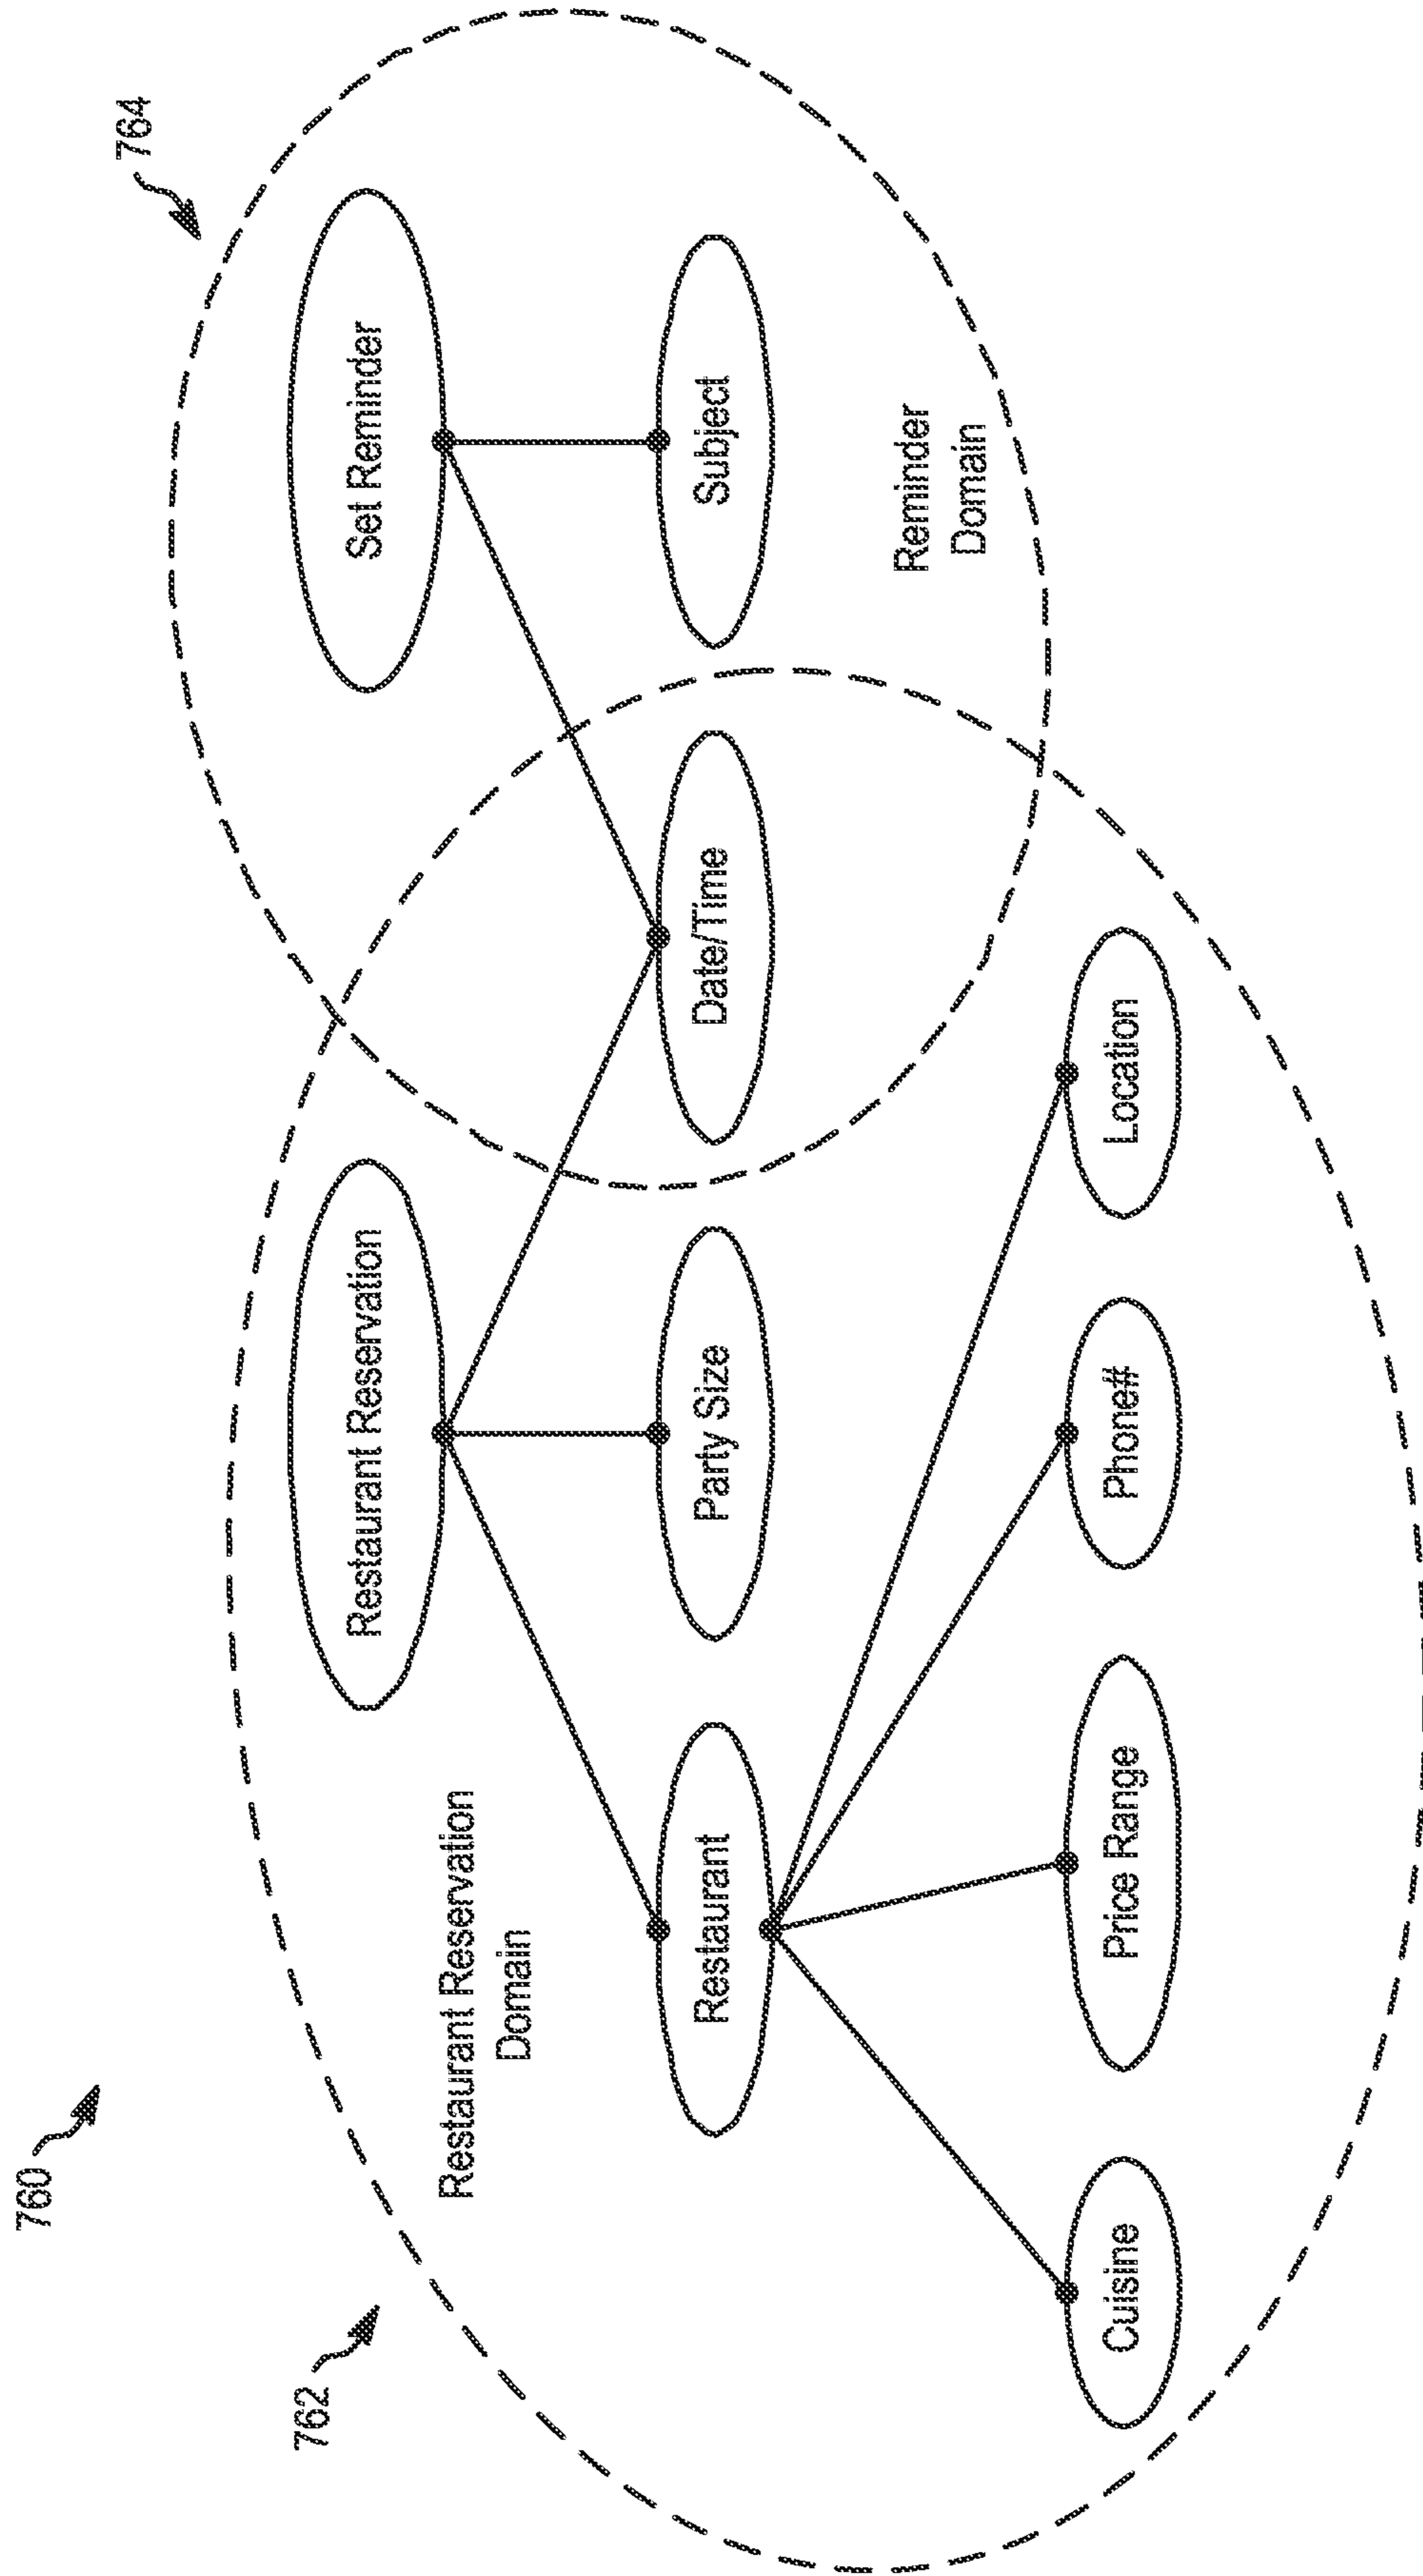 760
762
764
Restaurant Reservation
Domain
Restaurant Reservation
Set Reminder
Restaurant
Party Size
Date/Time
Subject
Reminder
Domain
Cuisine
Price Range
Phone#
Location